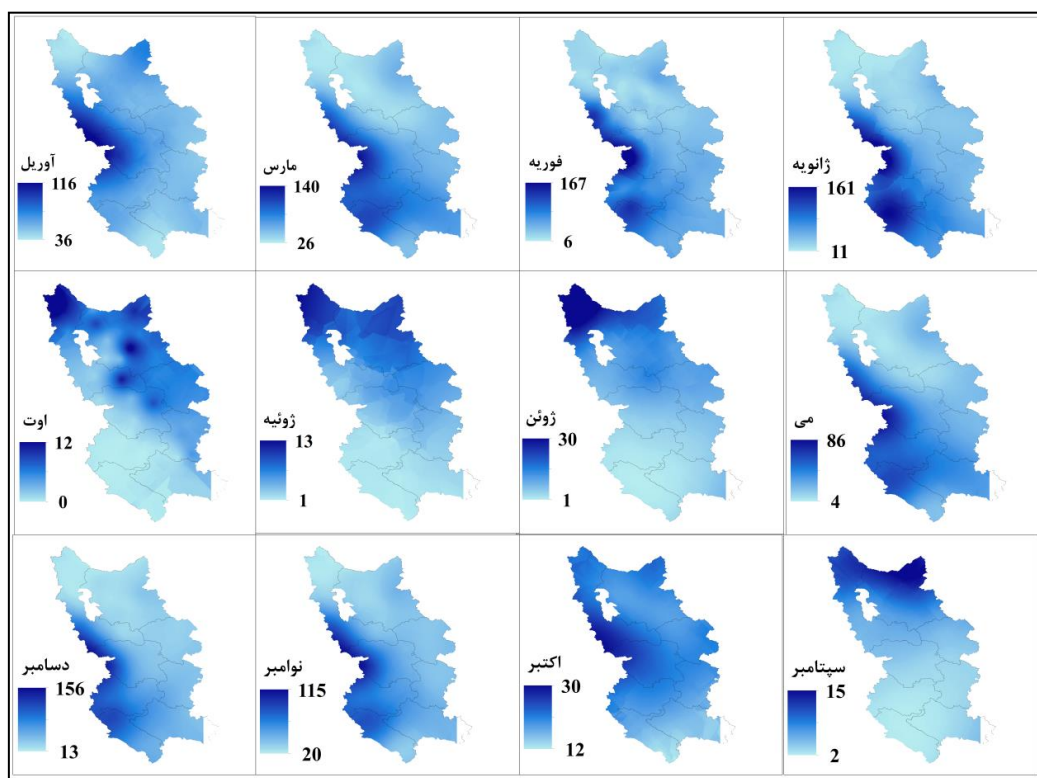 ژانویه
161
11
فوریه
167
6
مارس
140
26
آوریل
116
36
می
86
4
ژوئن
30
1
ژوئیه
13
1
اوت
12
0
سپتامبر
15
2
اکتبر
30
12
نوامبر
115
20
دسامبر
156
13